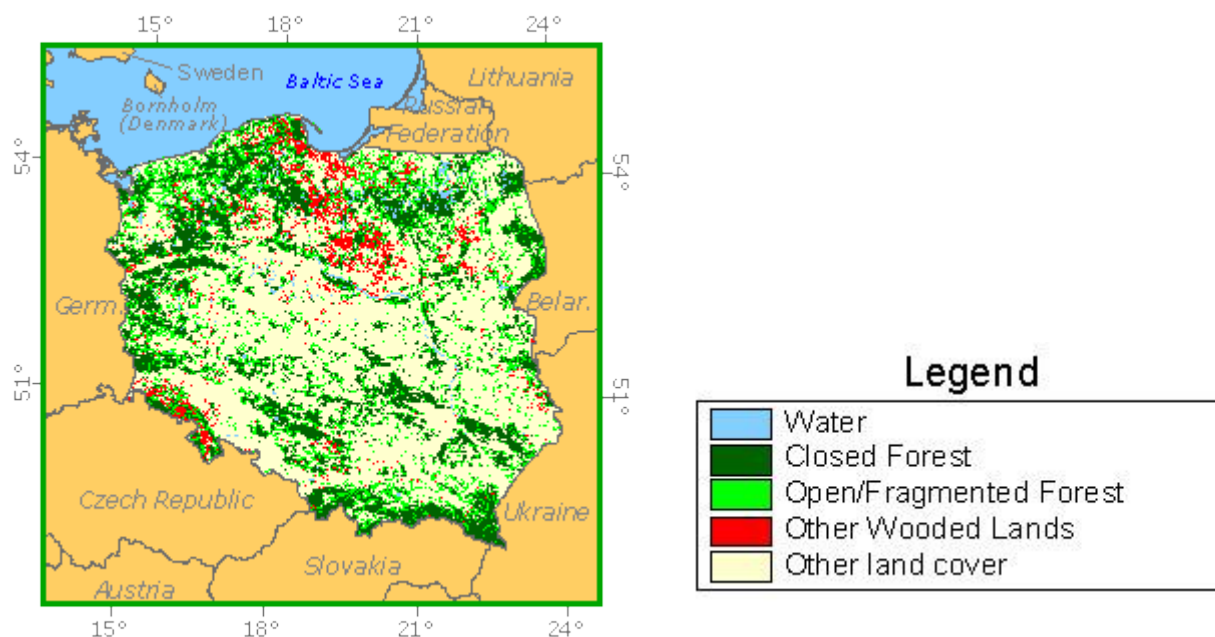 15° 18° 21° 24°
Sweden
Baltic Sea
Lithuania
Bornholm
(Denmark)
Russian
Federation
54°
54°
Germ.
Belar.
51°
51°
Czech Republic
Ukraine
Slovakia
Austria
15° 18° 21° 24°
Legend
Water
Closed Forest
Open/Fragmented Forest
Other Wooded Lands
Other land cover